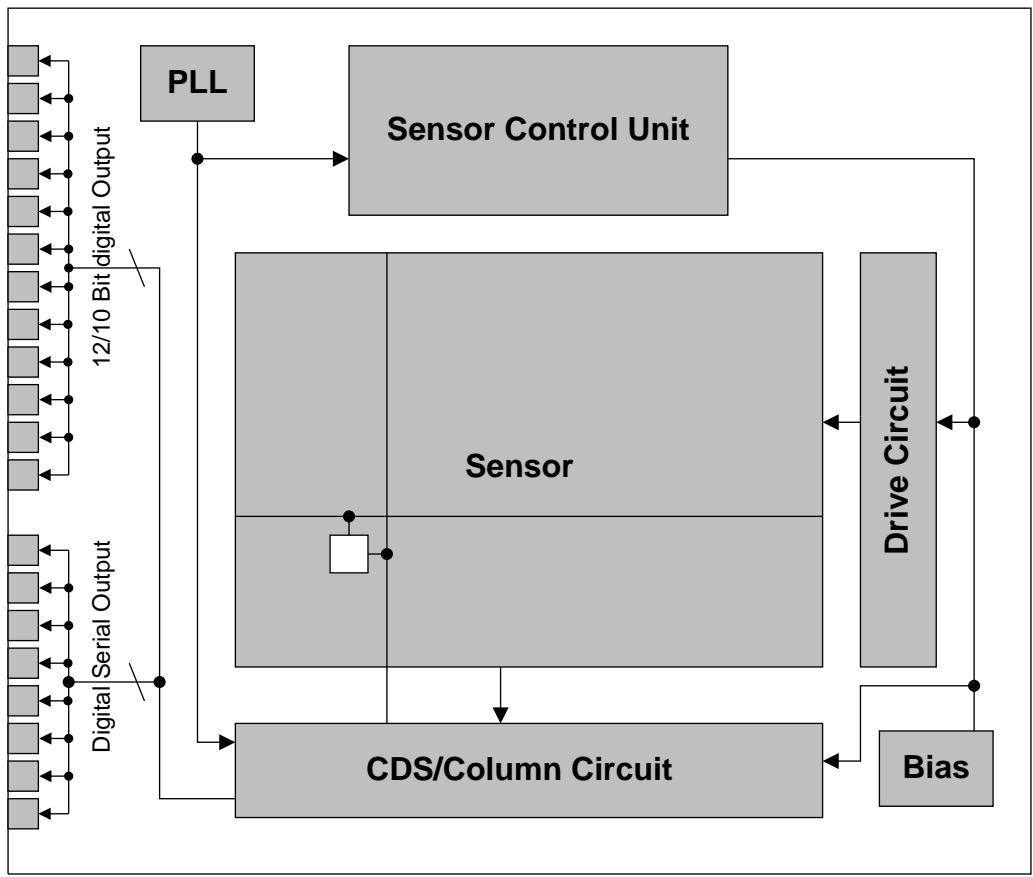 PLL
Sensor Control Unit
12/10 Bit digital Output
Sensor
Drive Circuit
Digital Serial Output
CDS/Column Circuit
Bias